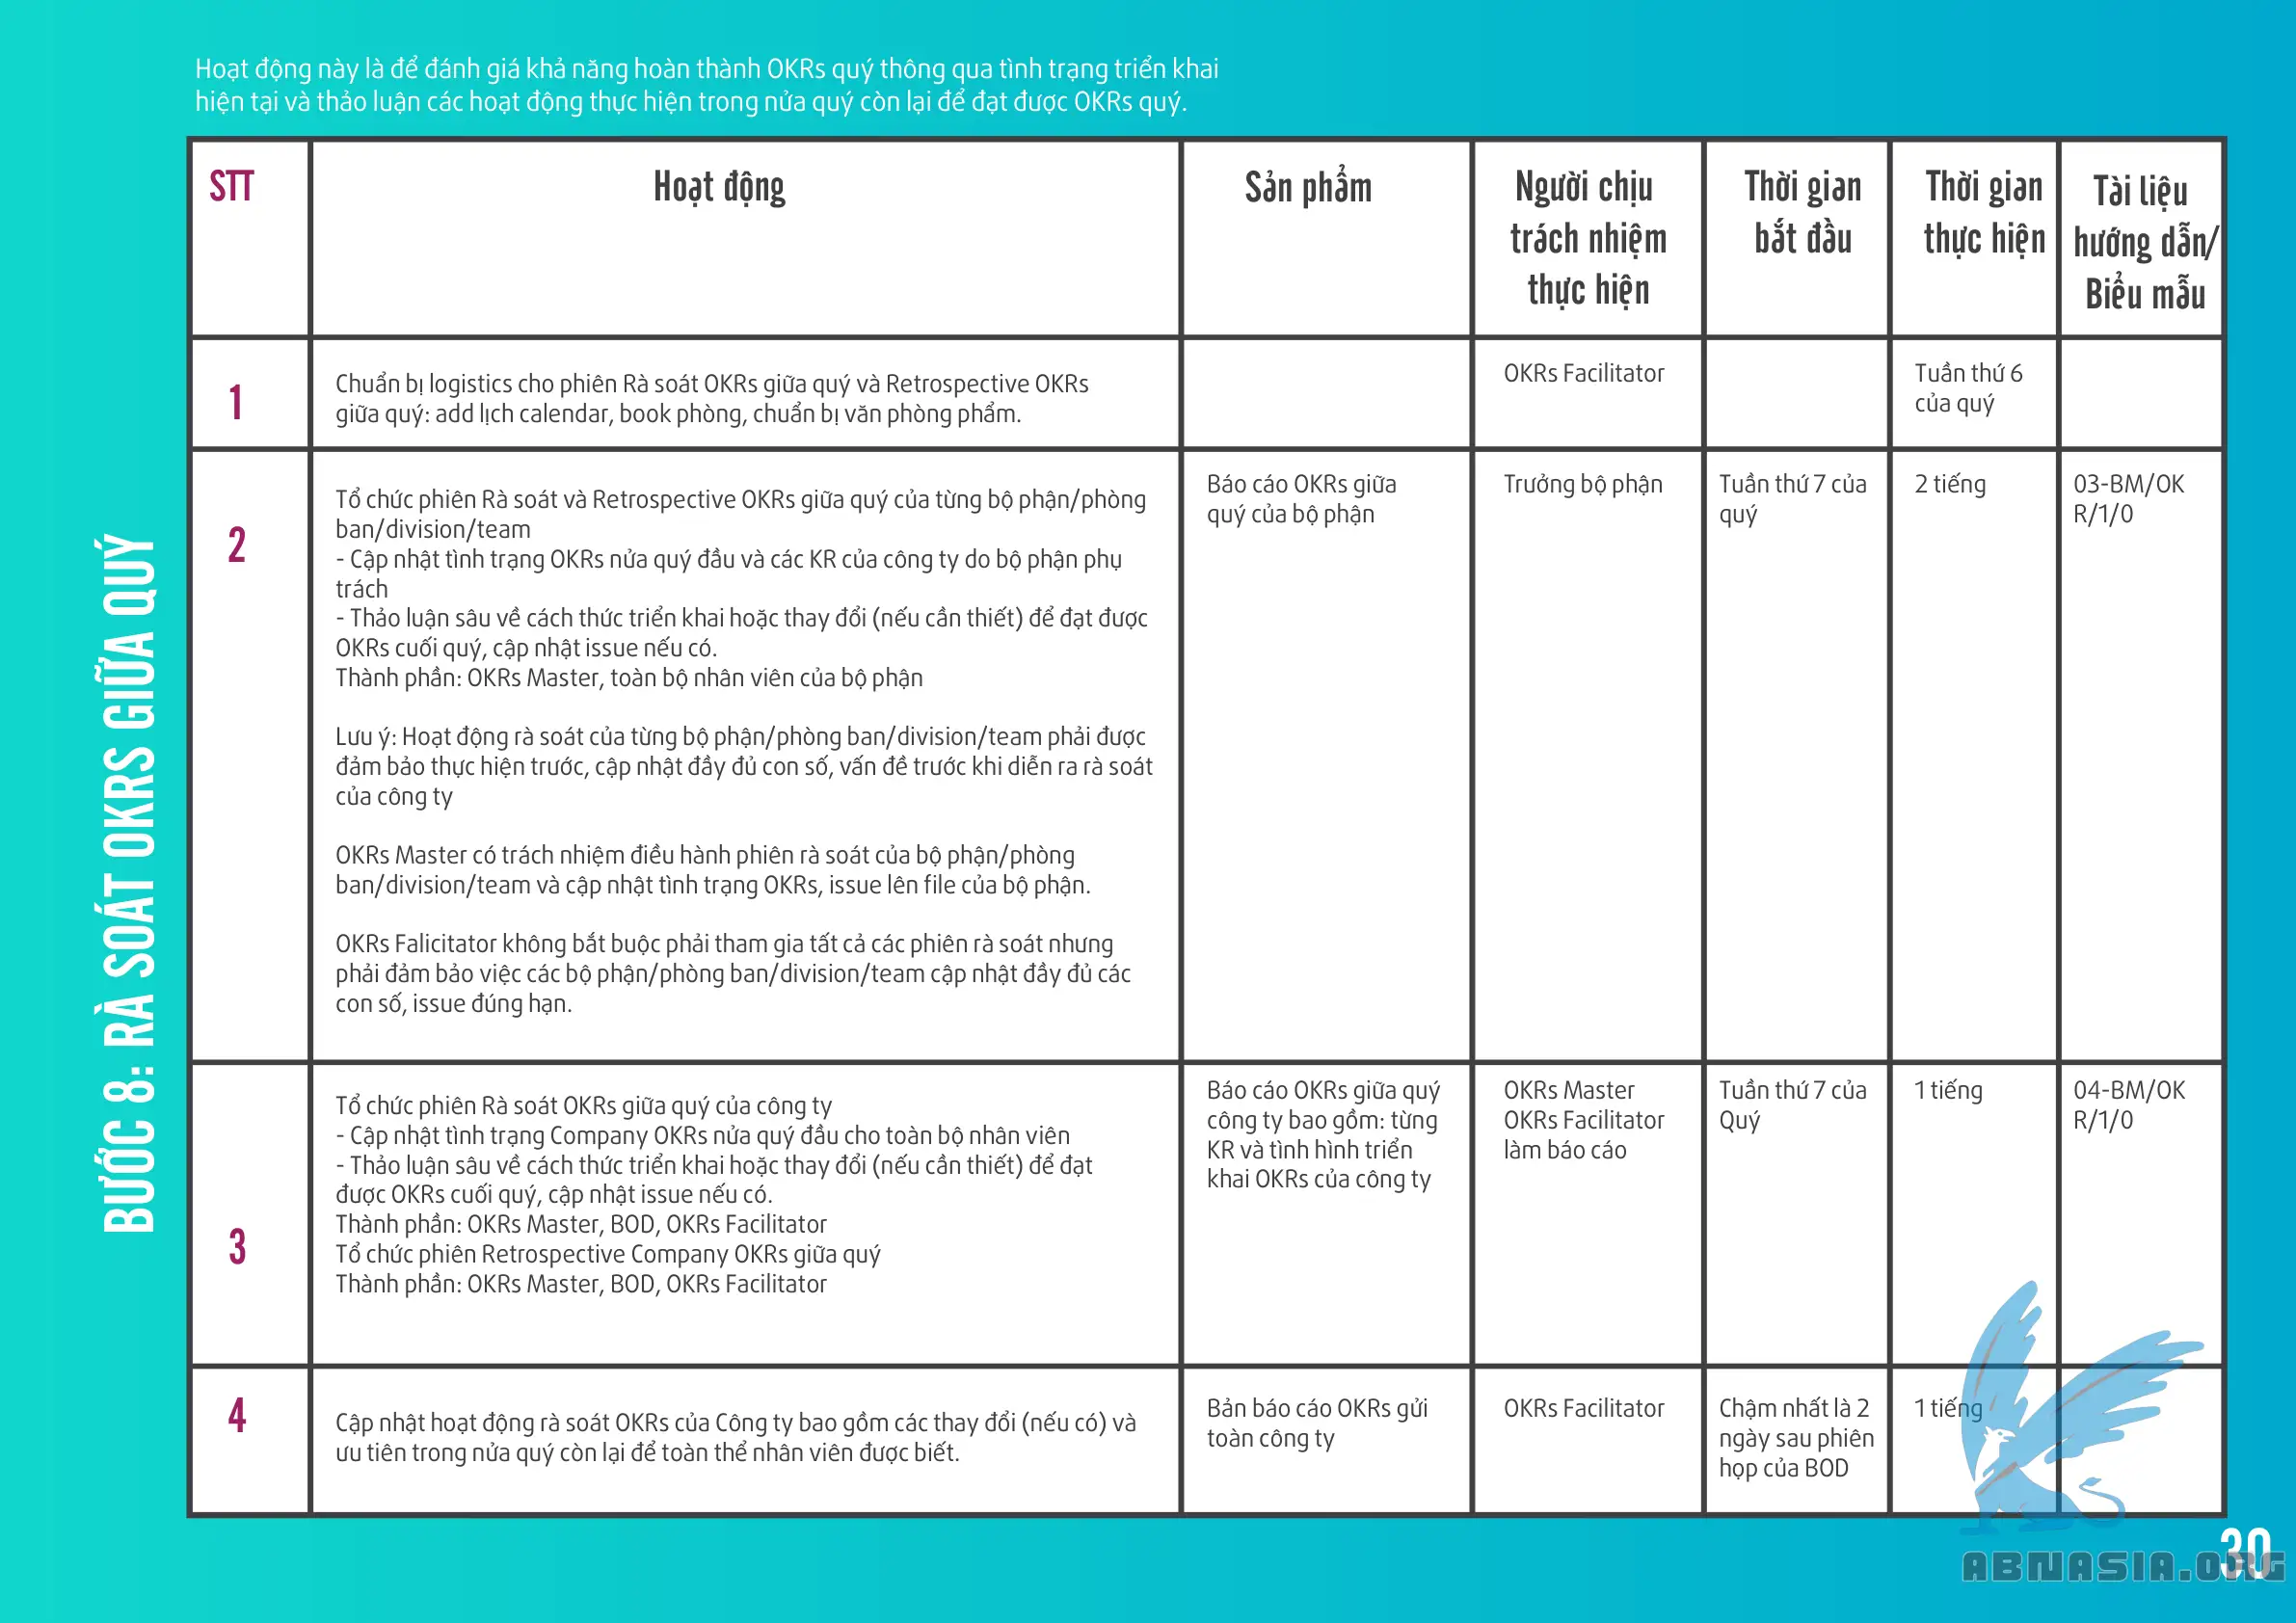 Hoạt động này là để đánh giá khả năng hoàn thành OKRs quý thông qua tình trạng triển khai
hiện tại và thảo luận các hoạt động thực hiện trong nửa quý còn lại để đạt được OKRs quý.
BƯỚC 8: RÀ SOÁT OKRS GIỮA QUÝ
STT
Hoạt động
Sản phẩm
Người chịu
trách nhiệm
thực hiện
Thời gian
bắt đầu
Thời gian
thực hiện
Tài liệu
hướng dẫn/
Biểu mẫu
1
Chuẩn bị logistics cho phiên Rà soát OKRs giữa quý và Retrospective OKRs
giữa quý: add lịch calendar, book phòng, chuẩn bị văn phòng phẩm.
OKRs Facilitator
Tuần thứ 6
của quý
2
Tổ chức phiên Rà soát và Retrospective OKRs giữa quý của từng bộ phận/phòng
ban/division/team
- Cập nhật tình trạng OKRs nửa quý đầu và các KR của công ty do bộ phận phụ
trách
- Thảo luận sâu về cách thức triển khai hoặc thay đổi (nếu cần thiết) để đạt được
OKRs cuối quý, cập nhật issue nếu có.
Thành phần: OKRs Master, toàn bộ nhân viên của bộ phận
Lưu ý: Hoạt động rà soát của từng bộ phận/phòng ban/division/team phải được
đảm bảo thực hiện trước, cập nhật đầy đủ con số, vấn đề trước khi diễn ra rà soát
của công ty
OKRs Master có trách nhiệm điều hành phiên rà soát của bộ phận/phòng
ban/division/team và cập nhật tình trạng OKRs, issue lên file của bộ phận.
OKRs Falicitator không bắt buộc phải tham gia tất cả các phiên rà soát nhưng
phải đảm bảo việc các bộ phận/phòng ban/division/team cập nhật đầy đủ các
con số, issue đúng hạn.
Báo cáo OKRs giữa
quý của bộ phận
Trưởng bộ phận
Tuần thứ 7 của
quý
2 tiếng
03-BM/OK
R/1/0
3
Tổ chức phiên Rà soát OKRs giữa quý của công ty
- Cập nhật tình trạng Company OKRs nửa quý đầu cho toàn bộ nhân viên
- Thảo luận sâu về cách thức triển khai hoặc thay đổi (nếu cần thiết) để đạt
được OKRs cuối quý, cập nhật issue nếu có.
Thành phần: OKRs Master, BOD, OKRs Facilitator
Tổ chức phiên Retrospective Company OKRs giữa quý
Thành phần: OKRs Master, BOD, OKRs Facilitator
Báo cáo OKRs giữa quý
công ty bao gồm: từng
KR và tình hình triển
khai OKRs của công ty
OKRs Master
OKRs Facilitator
làm báo cáo
Tuần thứ 7 của
Quý
1 tiếng
04-BM/OK
R/1/0
4
Cập nhật hoạt động rà soát OKRs của Công ty bao gồm các thay đổi (nếu có) và
ưu tiên trong nửa quý còn lại để toàn thể nhân viên được biết.
Bản báo cáo OKRs gửi
toàn công ty
OKRs Facilitator
Chậm nhất là 2
ngày sau phiên
họp của BOD
1 tiếng
30
ABNASIA.ORG